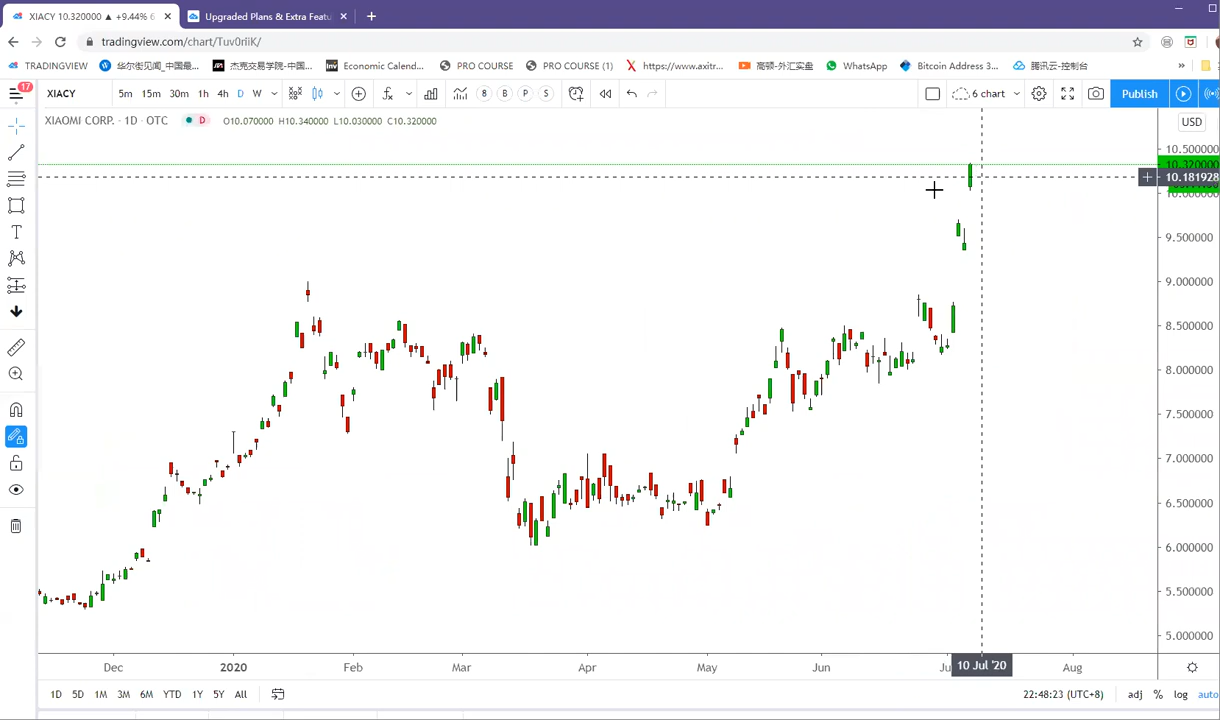 XIACY 10.320000 ▲ +9.44% 6
Upgraded Plans & Extra Featu
tradingview.com/chart/Tuv0riiK/
TRADINGVIEW
华尔街见闻_中国最...
杰克交易学院-中国...
Economic Calend...
PRO COURSE
PRO COURSE (1)
https://www.axitr...
高顿-外汇实盘
WhatsApp
Bitcoin Address 3...
腾讯云-控制台
17
XIACY
5m 15m 30m 1h 4h D W
8 B P S
6 chart
Publish
XIAOMI CORP. · 1D · OTC
D
O10.070000 H10.340000 L10.030000 C10.320000
USD
10.500000
10.320000
10.181928
10.000000
9.500000
9.000000
8.500000
8.000000
7.500000
7.000000
6.500000
6.000000
5.500000
5.000000
Dec 2020 Feb Mar Apr May Jun 10 Jul '20 Aug
1D 5D 1M 3M 6M YTD 1Y 5Y All
22:48:23 (UTC+8)
adj % log auto